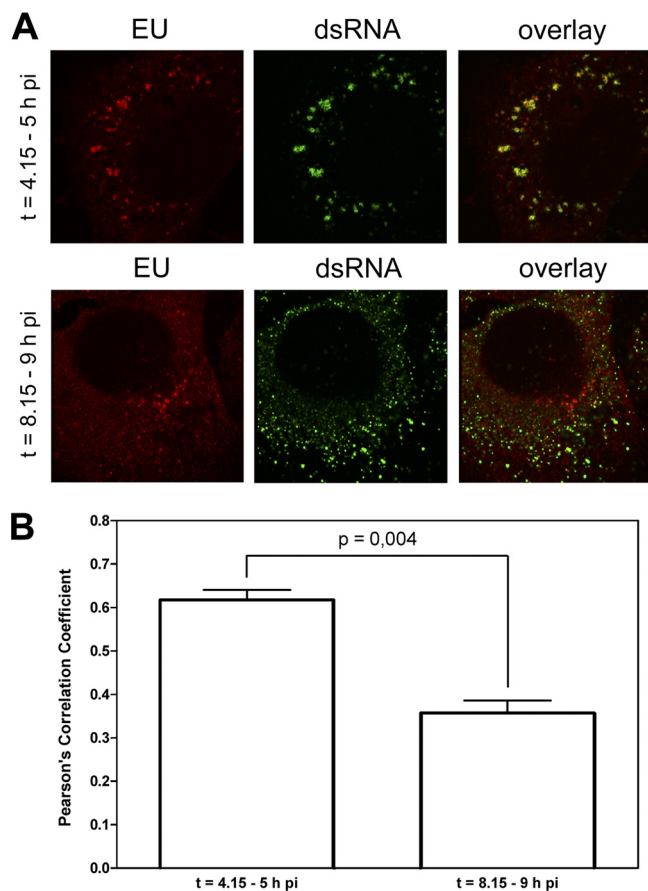 A
EU dsRNA overlay
t = 4.15 - 5 h pi
EU dsRNA overlay
t = 8.15 - 9 h pi
B
Pearson's Correlation Coefficient
0.8
0.7
0.6
0.5
0.4
0.3
0.2
0.1
0.0
p = 0,004
t = 4.15 - 5 h pi t = 8.15 - 9 h pi